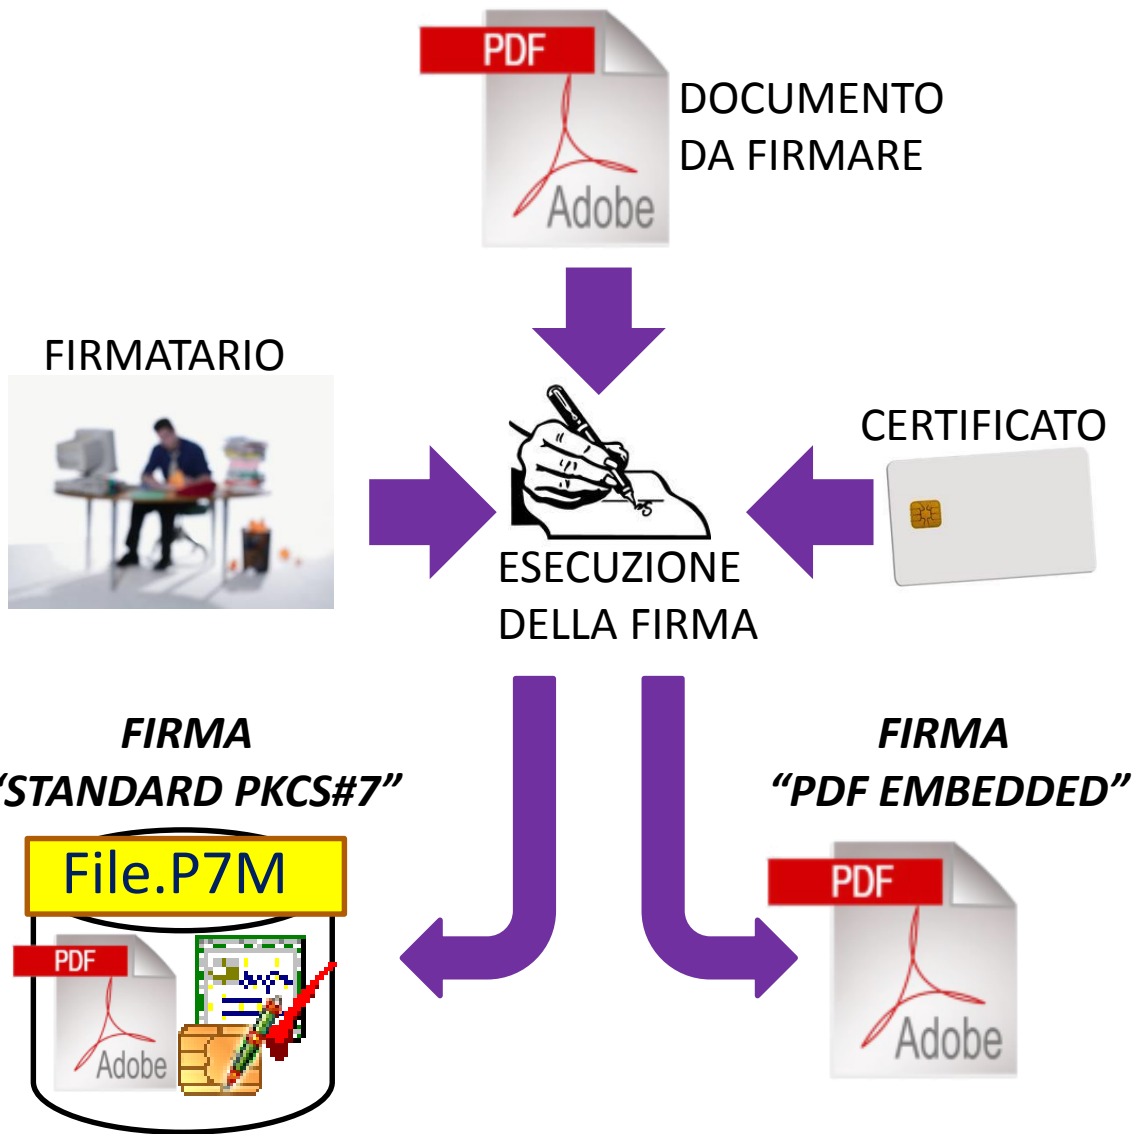 PDF
Adobe
DOCUMENTO
DA FIRMARE
FIRMATARIO
CERTIFICATO
ESECUZIONE
DELLA FIRMA
FIRMA
“STANDARD PKCS#7”
File.P7M
PDF
Adobe
FIRMA
“PDF EMBEDDED”
PDF
Adobe